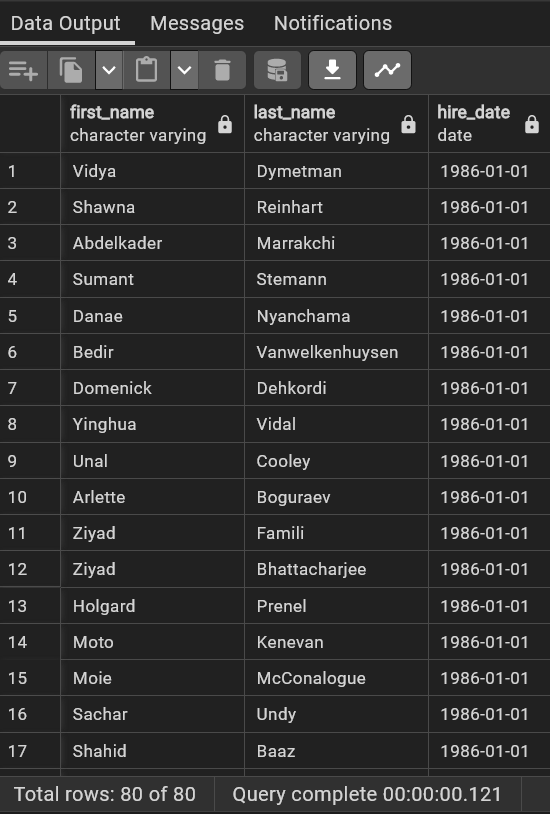 Data Output Messages Notifications
first_name last_name hire_date
character varying character varying date
1 Vidya Dymetman 1986-01-01
2 Shawna Reinhart 1986-01-01
3 Abdelkader Marrakchi 1986-01-01
4 Sumant Stemann 1986-01-01
5 Danae Nyanchama 1986-01-01
6 Bedir Vanwelkenhuysen 1986-01-01
7 Domenick Dehkordi 1986-01-01
8 Yinghua Vidal 1986-01-01
9 Unal Cooley 1986-01-01
10 Arlette Boguraev 1986-01-01
11 Ziyad Famili 1986-01-01
12 Ziyad Bhattacharjee 1986-01-01
13 Holgard Prenel 1986-01-01
14 Moto Kenevan 1986-01-01
15 Moie McConalogue 1986-01-01
16 Sachar Undy 1986-01-01
17 Shahid Baaz 1986-01-01
Total rows: 80 of 80 Query complete 00:00:00.121